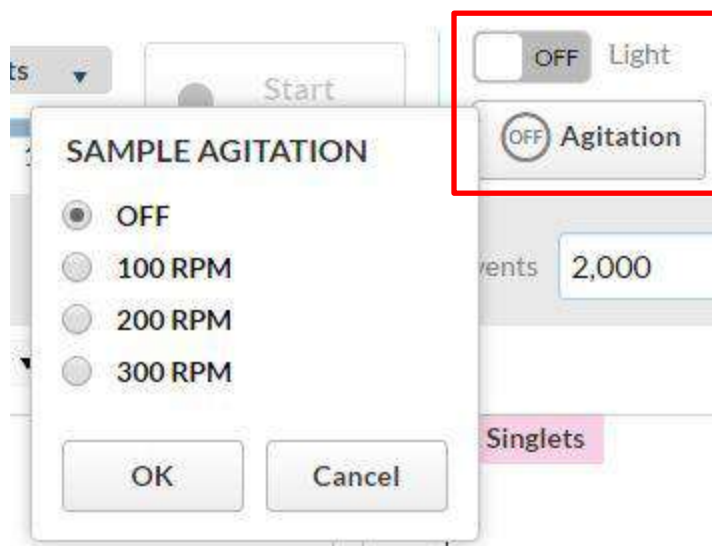 ts
Start
OFF Light
OFF Agitation
SAMPLE AGITATION
OFF
100 RPM
200 RPM
300 RPM
OK Cancel
vents 2,000
Singlets